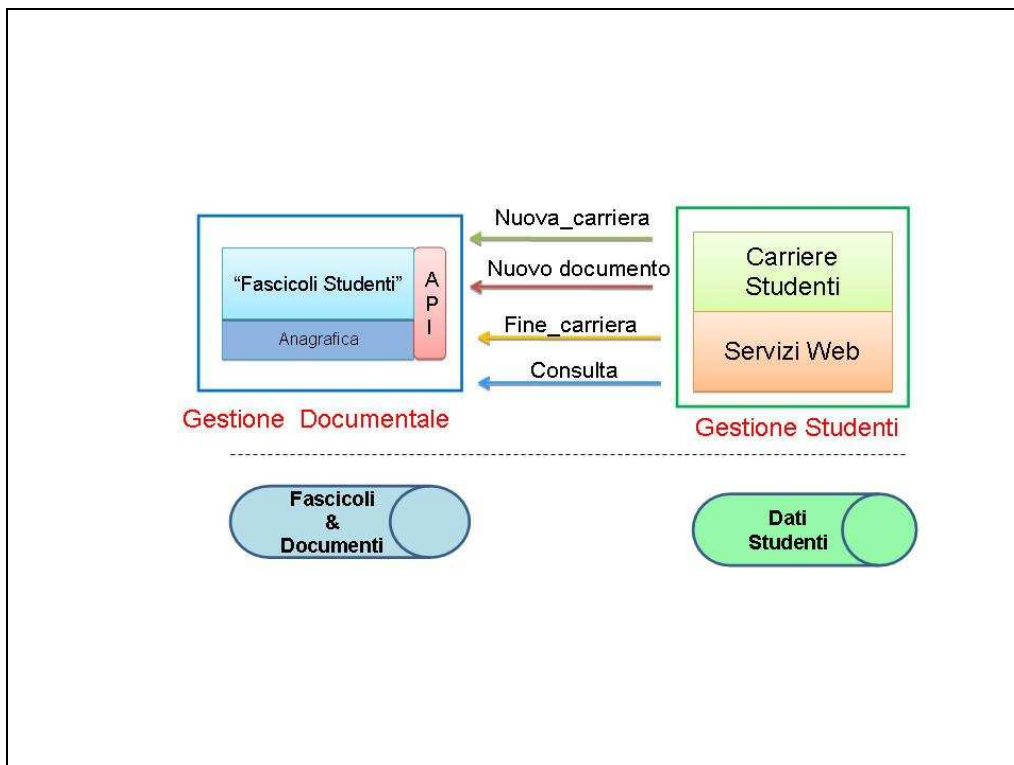 Nuova_carriera
Nuovo documento
Fine_carriera
Consulta
“Fascicoli Studenti”
Anagrafica
A
P
I
Gestione Documentale
Carriere
Studenti
Servizi Web
Gestione Studenti
Fascicoli
&
Documenti
Dati
Studenti